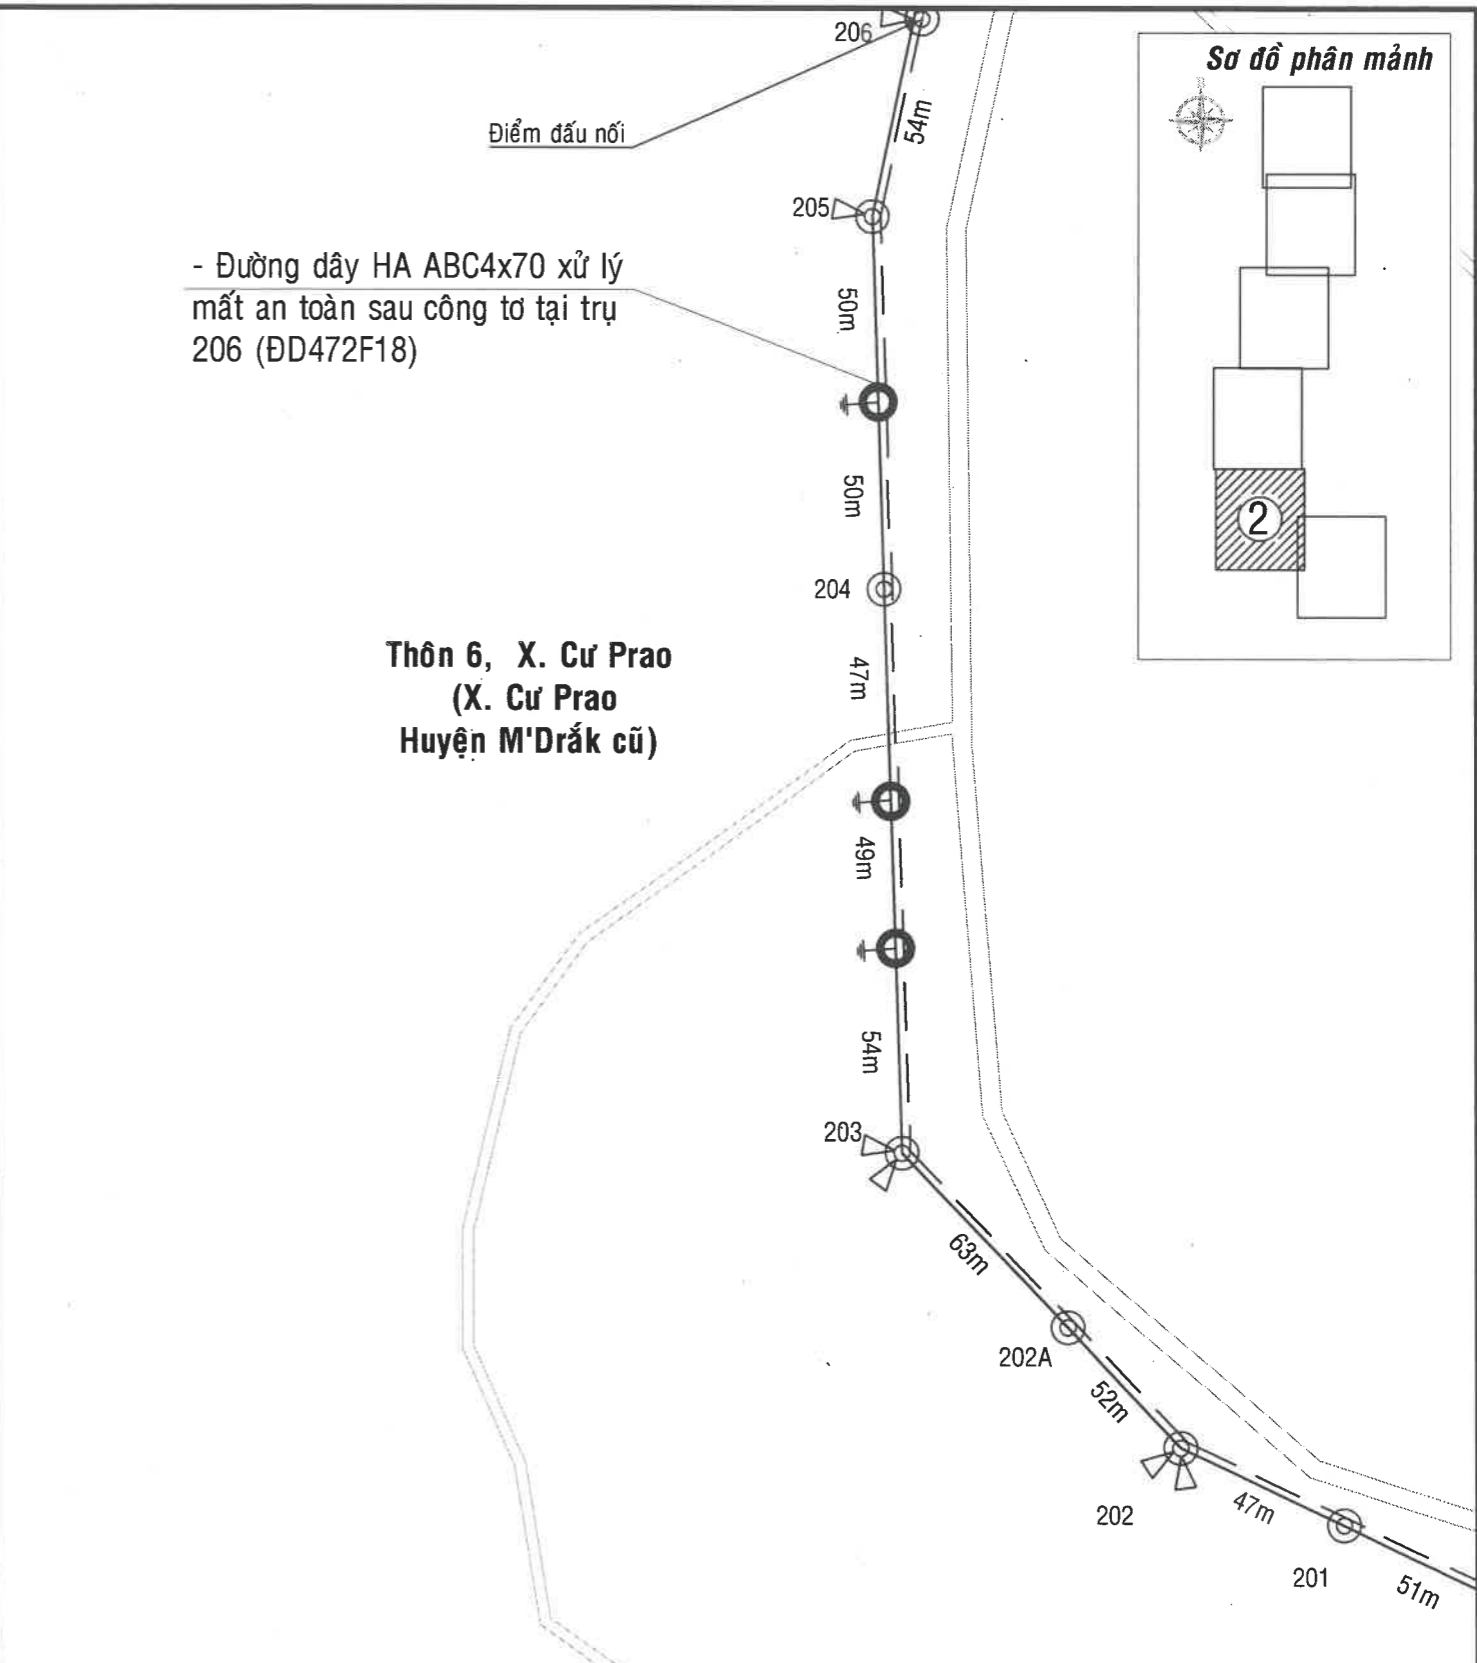 206
Sơ đồ phân mảnh
54m
Điểm đấu nối
205
- Đường dây HA ABC4x70 xử lý
mất an toàn sau công tơ tại trụ
206 (ĐD472F18)
50m
50m
2
204
Thôn 6, X. Cư Prao
(X. Cư Prao
Huyện M'Drắk cũ)
47m
49m
54m
203
63m
202A
52m
202
47m
201
51m